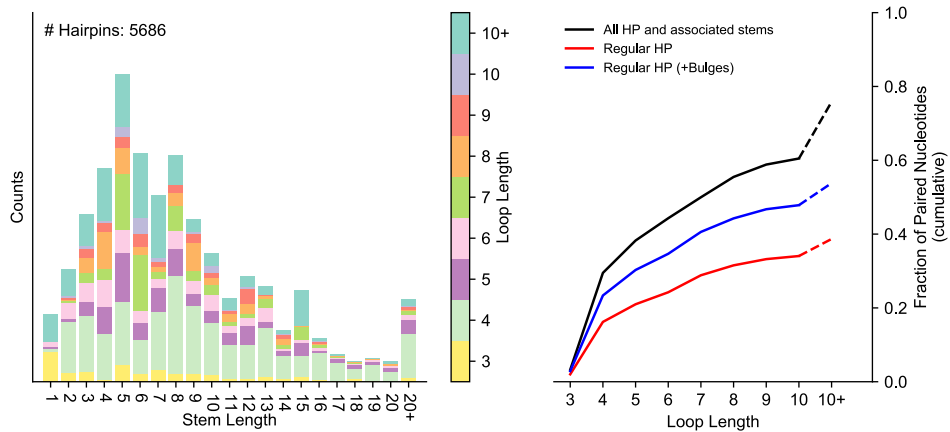 # Hairpins: 5686
Counts
1 2 3 4 5 6 7 8 9 10 11 12 13 14 15 16 17 18 19 20 20+
Stem Length
10+
10
9
8
7
6
5
4
3
Loop Length
All HP and associated stems
Regular HP
Regular HP (+Bulges)
3 4 5 6 7 8 9 10 10+
Loop Length
1.0
0.8
0.6
0.4
0.2
0.0
Fraction of Paired Nucleotides
(cumulative)